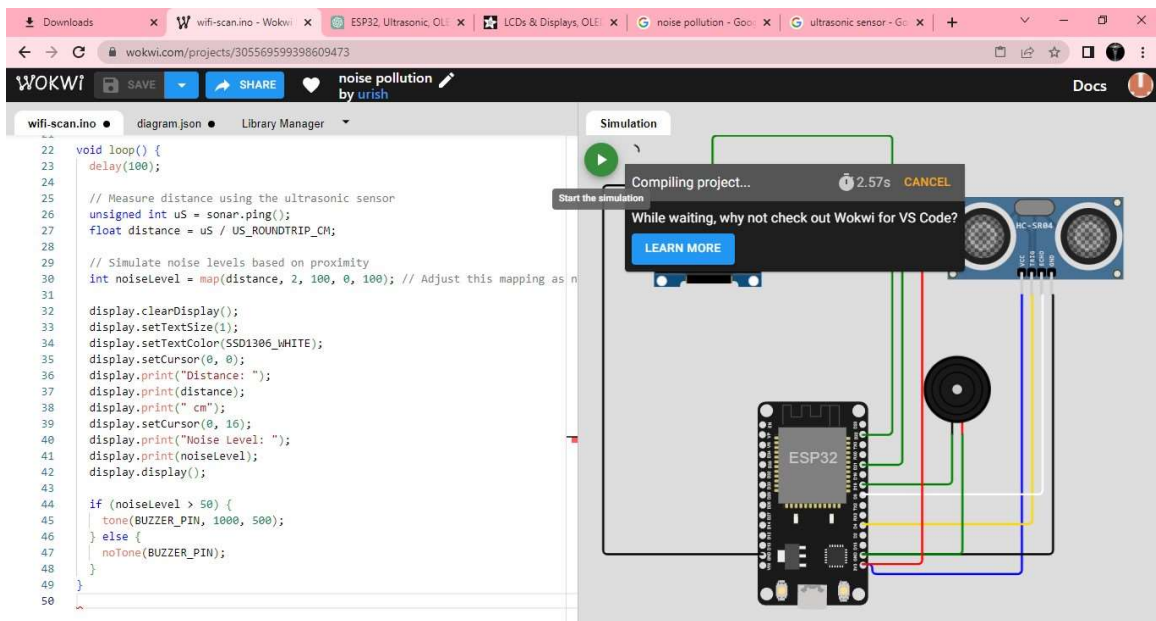 Downloads
wifi-scan.ino - Wokwi
ESP32, Ultrasonic, OLE
LCDs & Displays, OLE
noise pollution - Goo
ultrasonic sensor - Go
wokwi.com/projects/305569599398609473
WOKWi SAVE SHARE noise pollution Docs
by urish
wifi-scan.ino diagram.json Library Manager Simulation
22 void loop() {
23 delay(100);
24
25 // Measure distance using the ultrasonic sensor
26 unsigned int uS = sonar.ping();
27 float distance = uS / US_ROUNDTRIP_CM;
28
29 // Simulate noise levels based on proximity
30 int noiseLevel = map(distance, 2, 100, 0, 100); // Adjust this mapping as n
31
32 display.clearDisplay();
33 display.setTextSize(1);
34 display.setTextColor(SSD1306_WHITE);
35 display.setCursor(0, 0);
36 display.print("Distance: ");
37 display.print(distance);
38 display.print(" cm");
39 display.setCursor(0, 16);
40 display.print("Noise Level: ");
41 display.print(noiseLevel);
42 display.display();
43
44 if (noiseLevel > 50) {
45 tone(BUZZER_PIN, 1000, 500);
46 } else {
47 noTone(BUZZER_PIN);
48 }
49 }
50
Compiling project... 2.57s CANCEL
Start the simulation
While waiting, why not check out Wokwi for VS Code?
LEARN MORE
HC-SR04
VCC
TRIG
ECHO
GND
ESP32